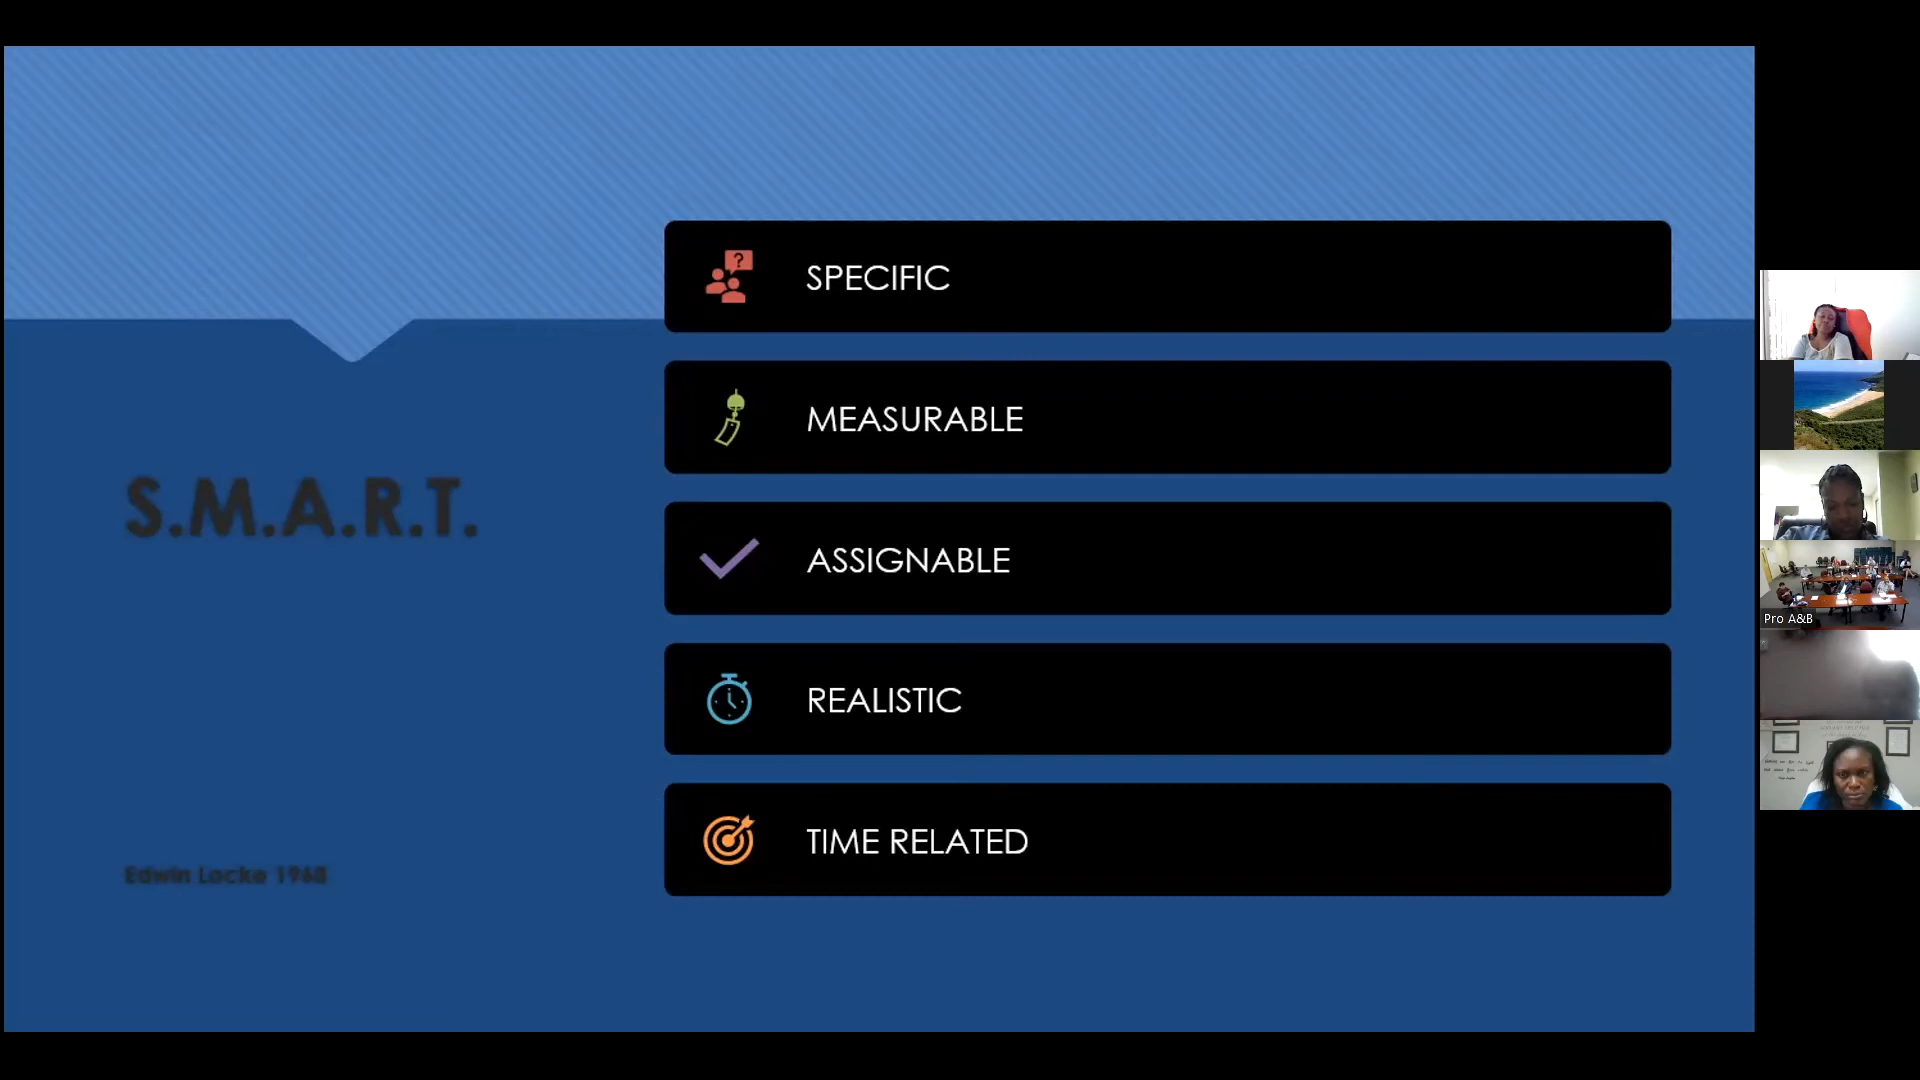 S.M.A.R.T.
Edwin Locke 1968
?
SPECIFIC
MEASURABLE
ASSIGNABLE
REALISTIC
TIME RELATED
Pro A&B